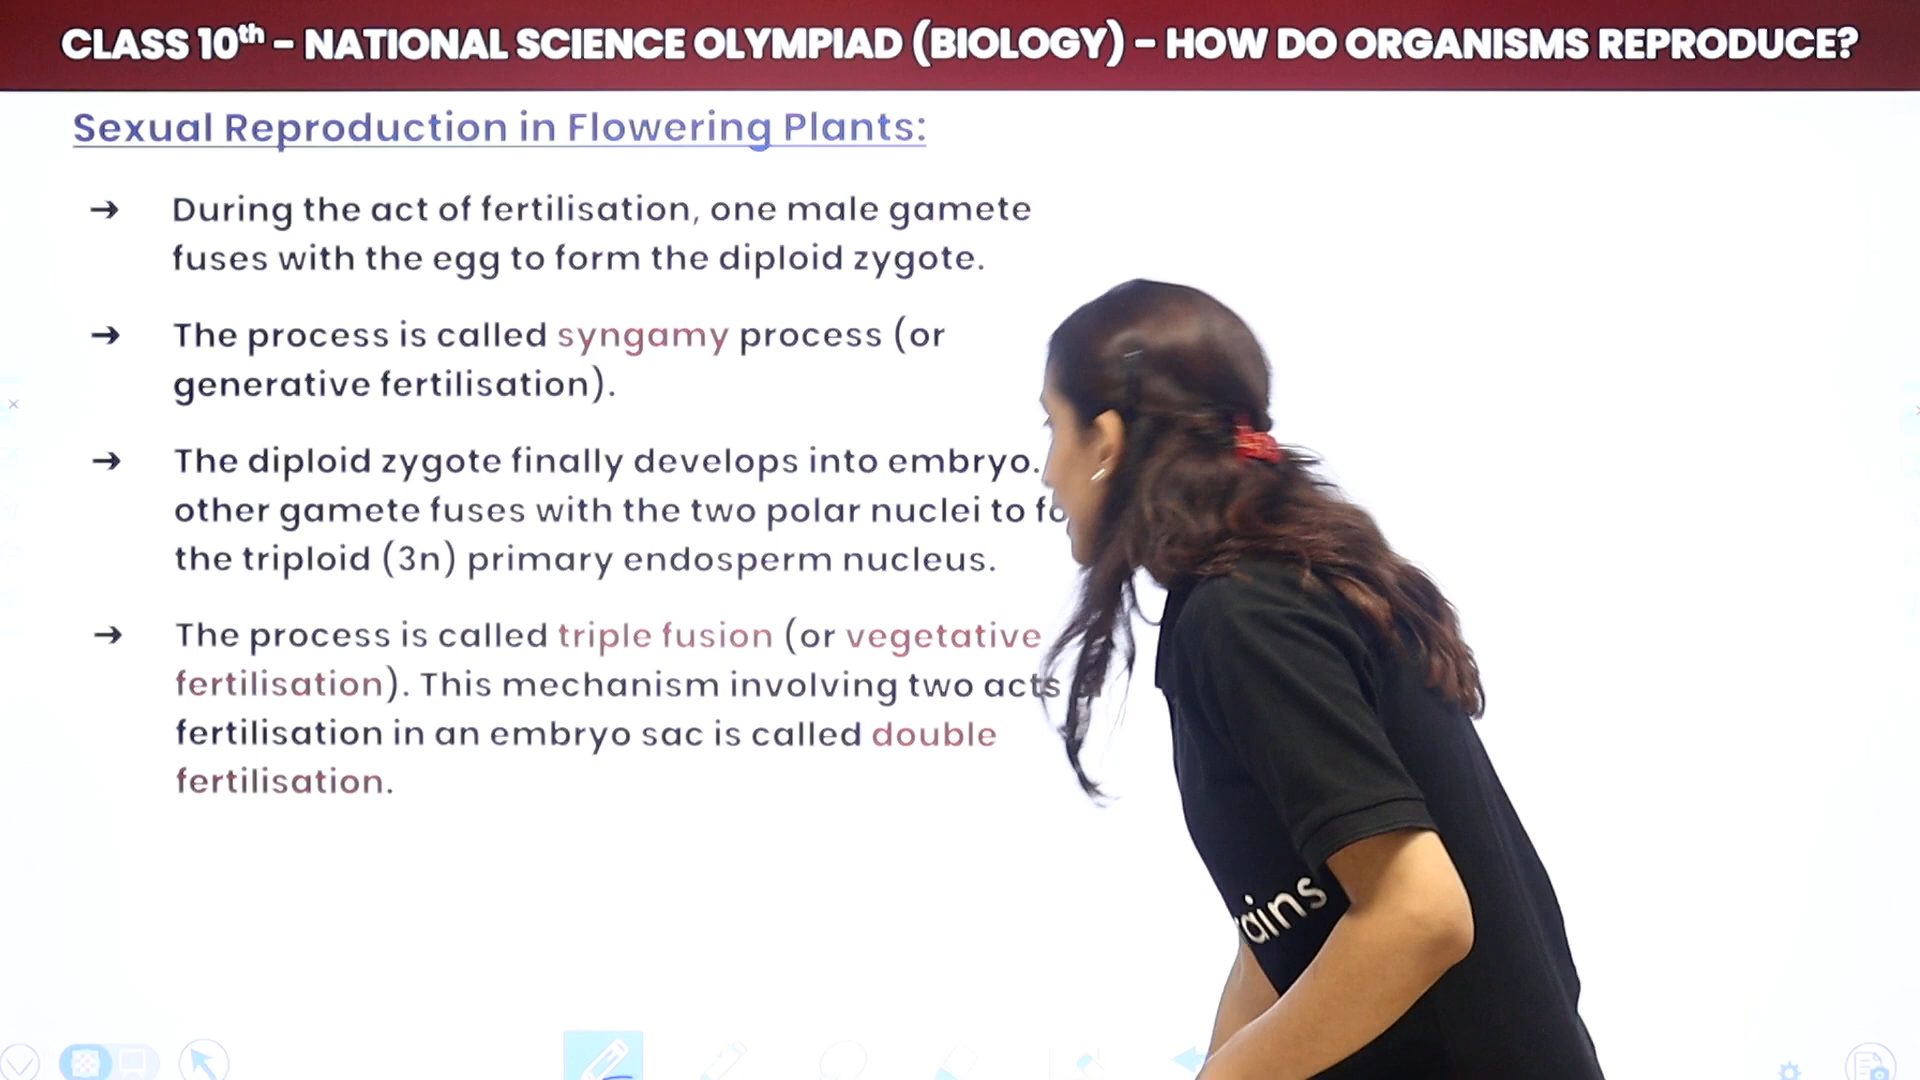 CLASS 10th – NATIONAL SCIENCE OLYMPIAD (BIOLOGY) – HOW DO ORGANISMS REPRODUCE?
Sexual Reproduction in Flowering Plants:
→ During the act of fertilisation, one male gamete
fuses with the egg to form the diploid zygote.
→ The process is called syngamy process (or
generative fertilisation).
→ The diploid zygote finally develops into embryo.
other gamete fuses with the two polar nuclei to
the triploid (3n) primary endosperm nucleus.
→ The process is called triple fusion (or vegetative
fertilisation). This mechanism involving two acts
fertilisation in an embryo sac is called double
fertilisation.